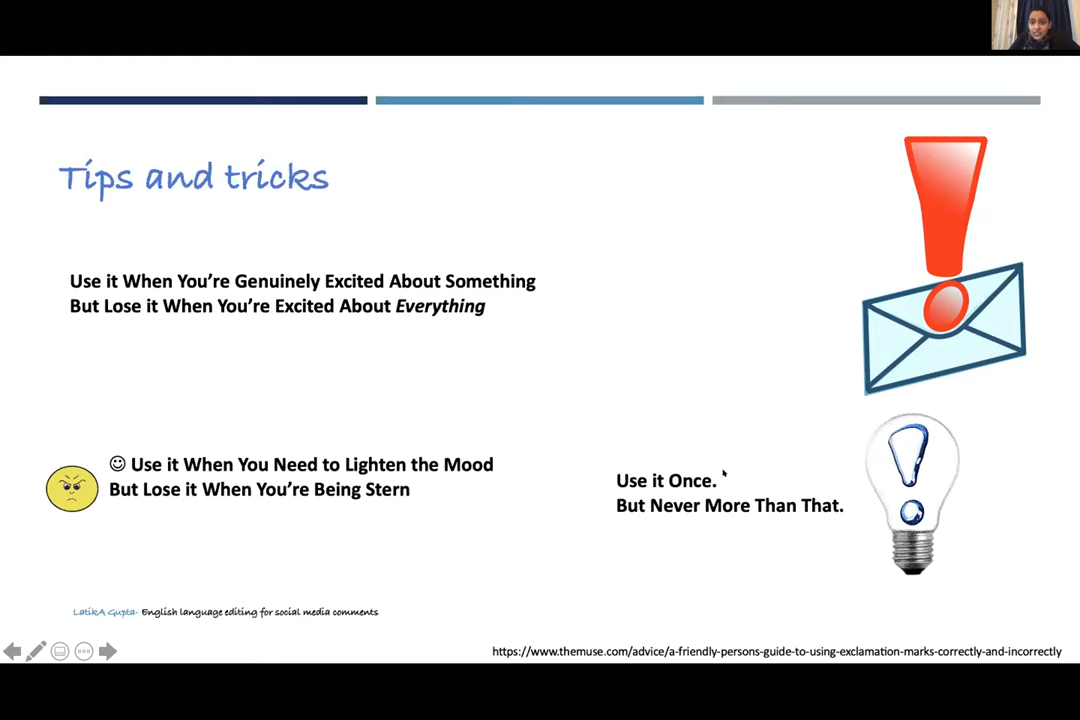 Tips and tricks
Use it When You’re Genuinely Excited About Something
But Lose it When You’re Excited About Everything
☺ Use it When You Need to Lighten the Mood
But Lose it When You’re Being Stern
Use it Once.
But Never More Than That.
LatikA Gupta- English language editing for social media comments
https://www.themuse.com/advice/a-friendly-persons-guide-to-using-exclamation-marks-correctly-and-incorrectly